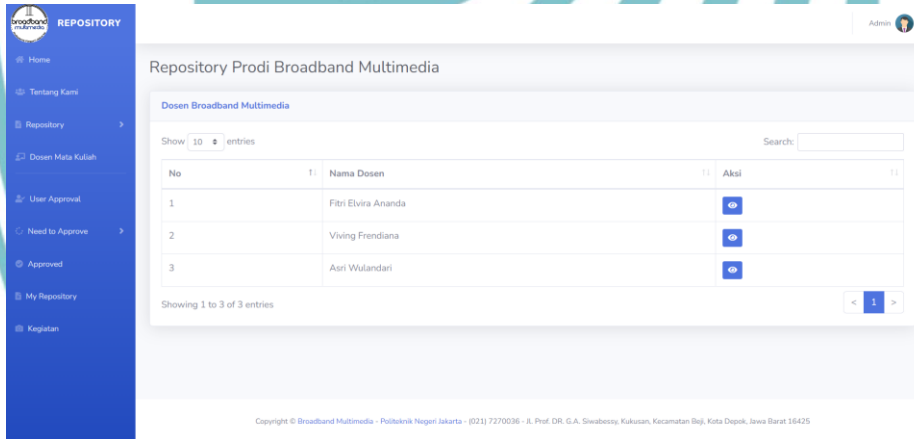 broadband
multimedia
REPOSITORY
Admin
Home
Tentang Kami
Repository
Dosen Mata Kuliah
User Approval
Need to Approve
Approved
My Repository
Kegiatan
Repository Prodi Broadband Multimedia
Dosen Broadband Multimedia
Show 10 entries
Search:
No Nama Dosen Aksi
1 Fitri Elvira Ananda
2 Viving Frendiana
3 Asri Wulandari
Showing 1 to 3 of 3 entries
< 1 >
Copyright © Broadband Multimedia - Politeknik Negeri Jakarta - (021) 7270036 - Jl. Prof. DR. G.A. Siwabessy, Kukusan, Kecamatan Beji, Kota Depok, Jawa Barat 16425